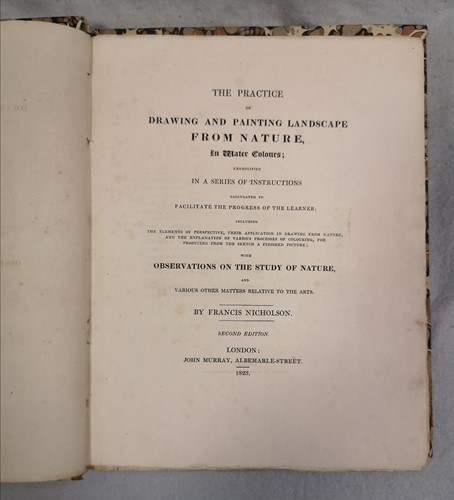 THE PRACTICE
OF
DRAWING AND PAINTING LANDSCAPE
FROM NATURE,
In Water Colours;
EXEMPLIFIED
IN A SERIES OF INSTRUCTIONS
CALCULATED TO
FACILITATE THE PROGRESS OF THE LEARNER;
INCLUDING
THE ELEMENTS OF PERSPECTIVE, THEIR APPLICATION IN DRAWING FROM NATURE,
AND THE EXPLANATION OF VARIOUS PROCESSES OF COLOURING, FOR
PRODUCING FROM THE SKETCH A FINISHED PICTURE;
WITH
OBSERVATIONS ON THE STUDY OF NATURE,
AND
VARIOUS OTHER MATTERS RELATIVE TO THE ARTS.
BY FRANCIS NICHOLSON.
SECOND EDITION.
LONDON:
JOHN MURRAY, ALBEMARLE-STREET.
1823.